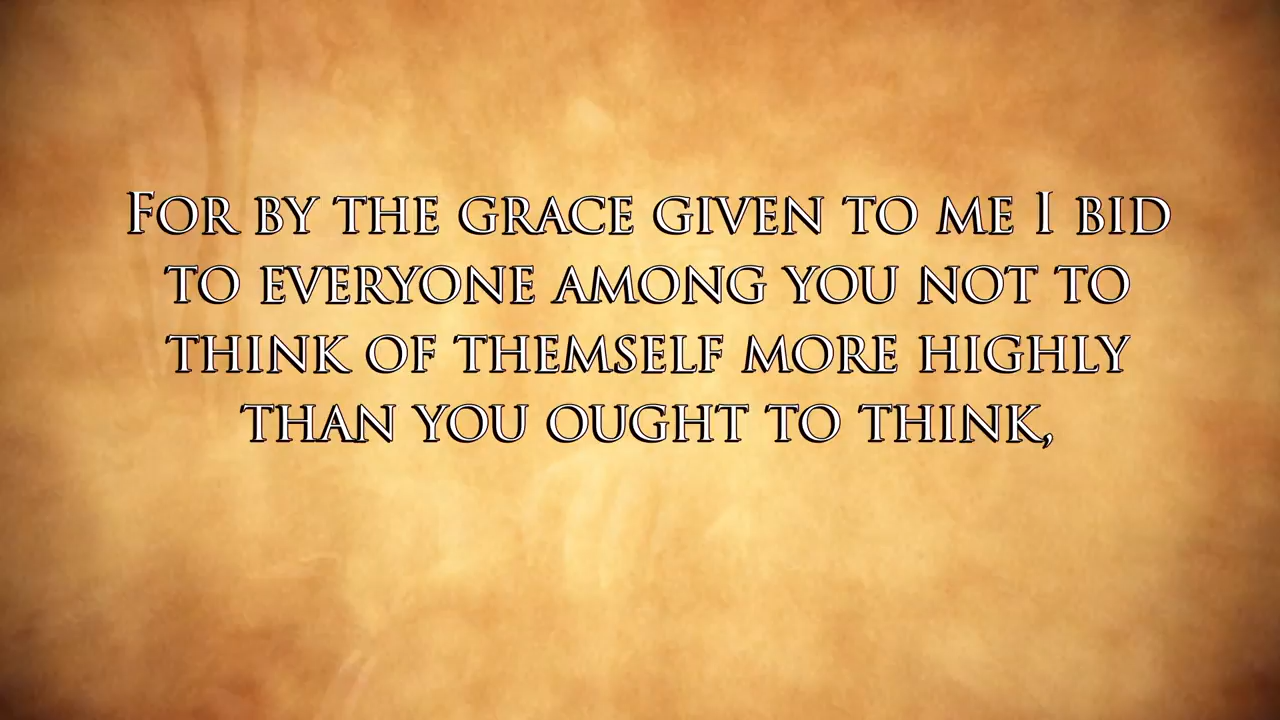 For by the grace given to me I bid
to everyone among you not to
think of themself more highly
than you ought to think,